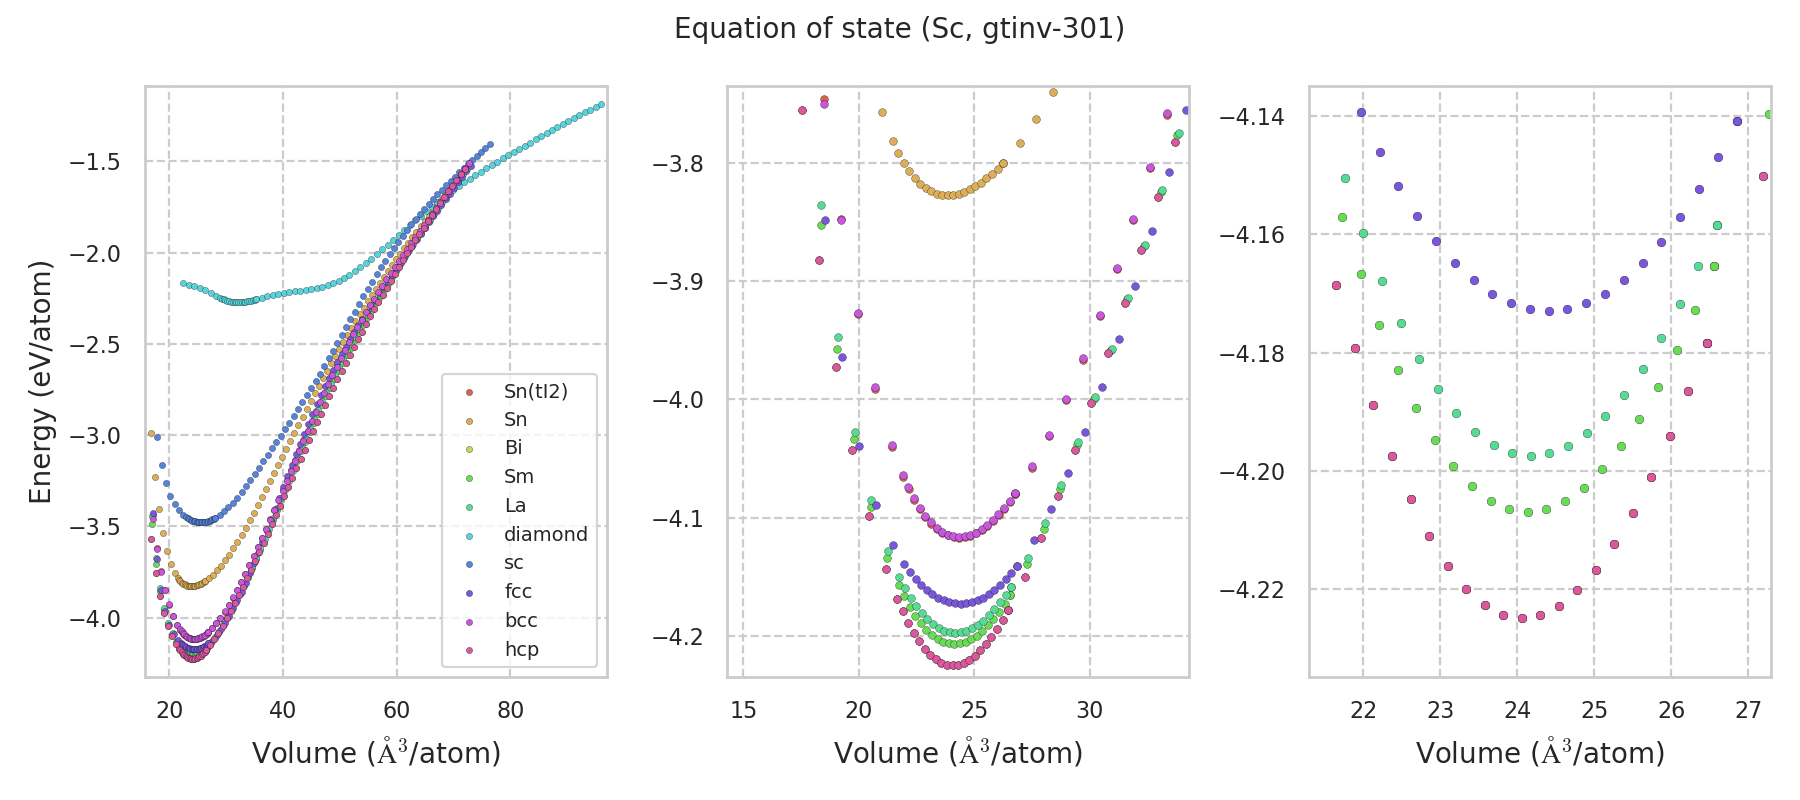 Equation of state (Sc, gtinv-301)
Energy (eV/atom)
−1.5
−2.0
−2.5
−3.0
−3.5
−4.0
20 40 60 80
Volume (Å³/atom)
Sn(tI2)
Sn
Bi
Sm
La
diamond
sc
fcc
bcc
hcp
−3.8
−3.9
−4.0
−4.1
−4.2
15 20 25 30
Volume (Å³/atom)
−4.14
−4.16
−4.18
−4.20
−4.22
22 23 24 25 26 27
Volume (Å³/atom)